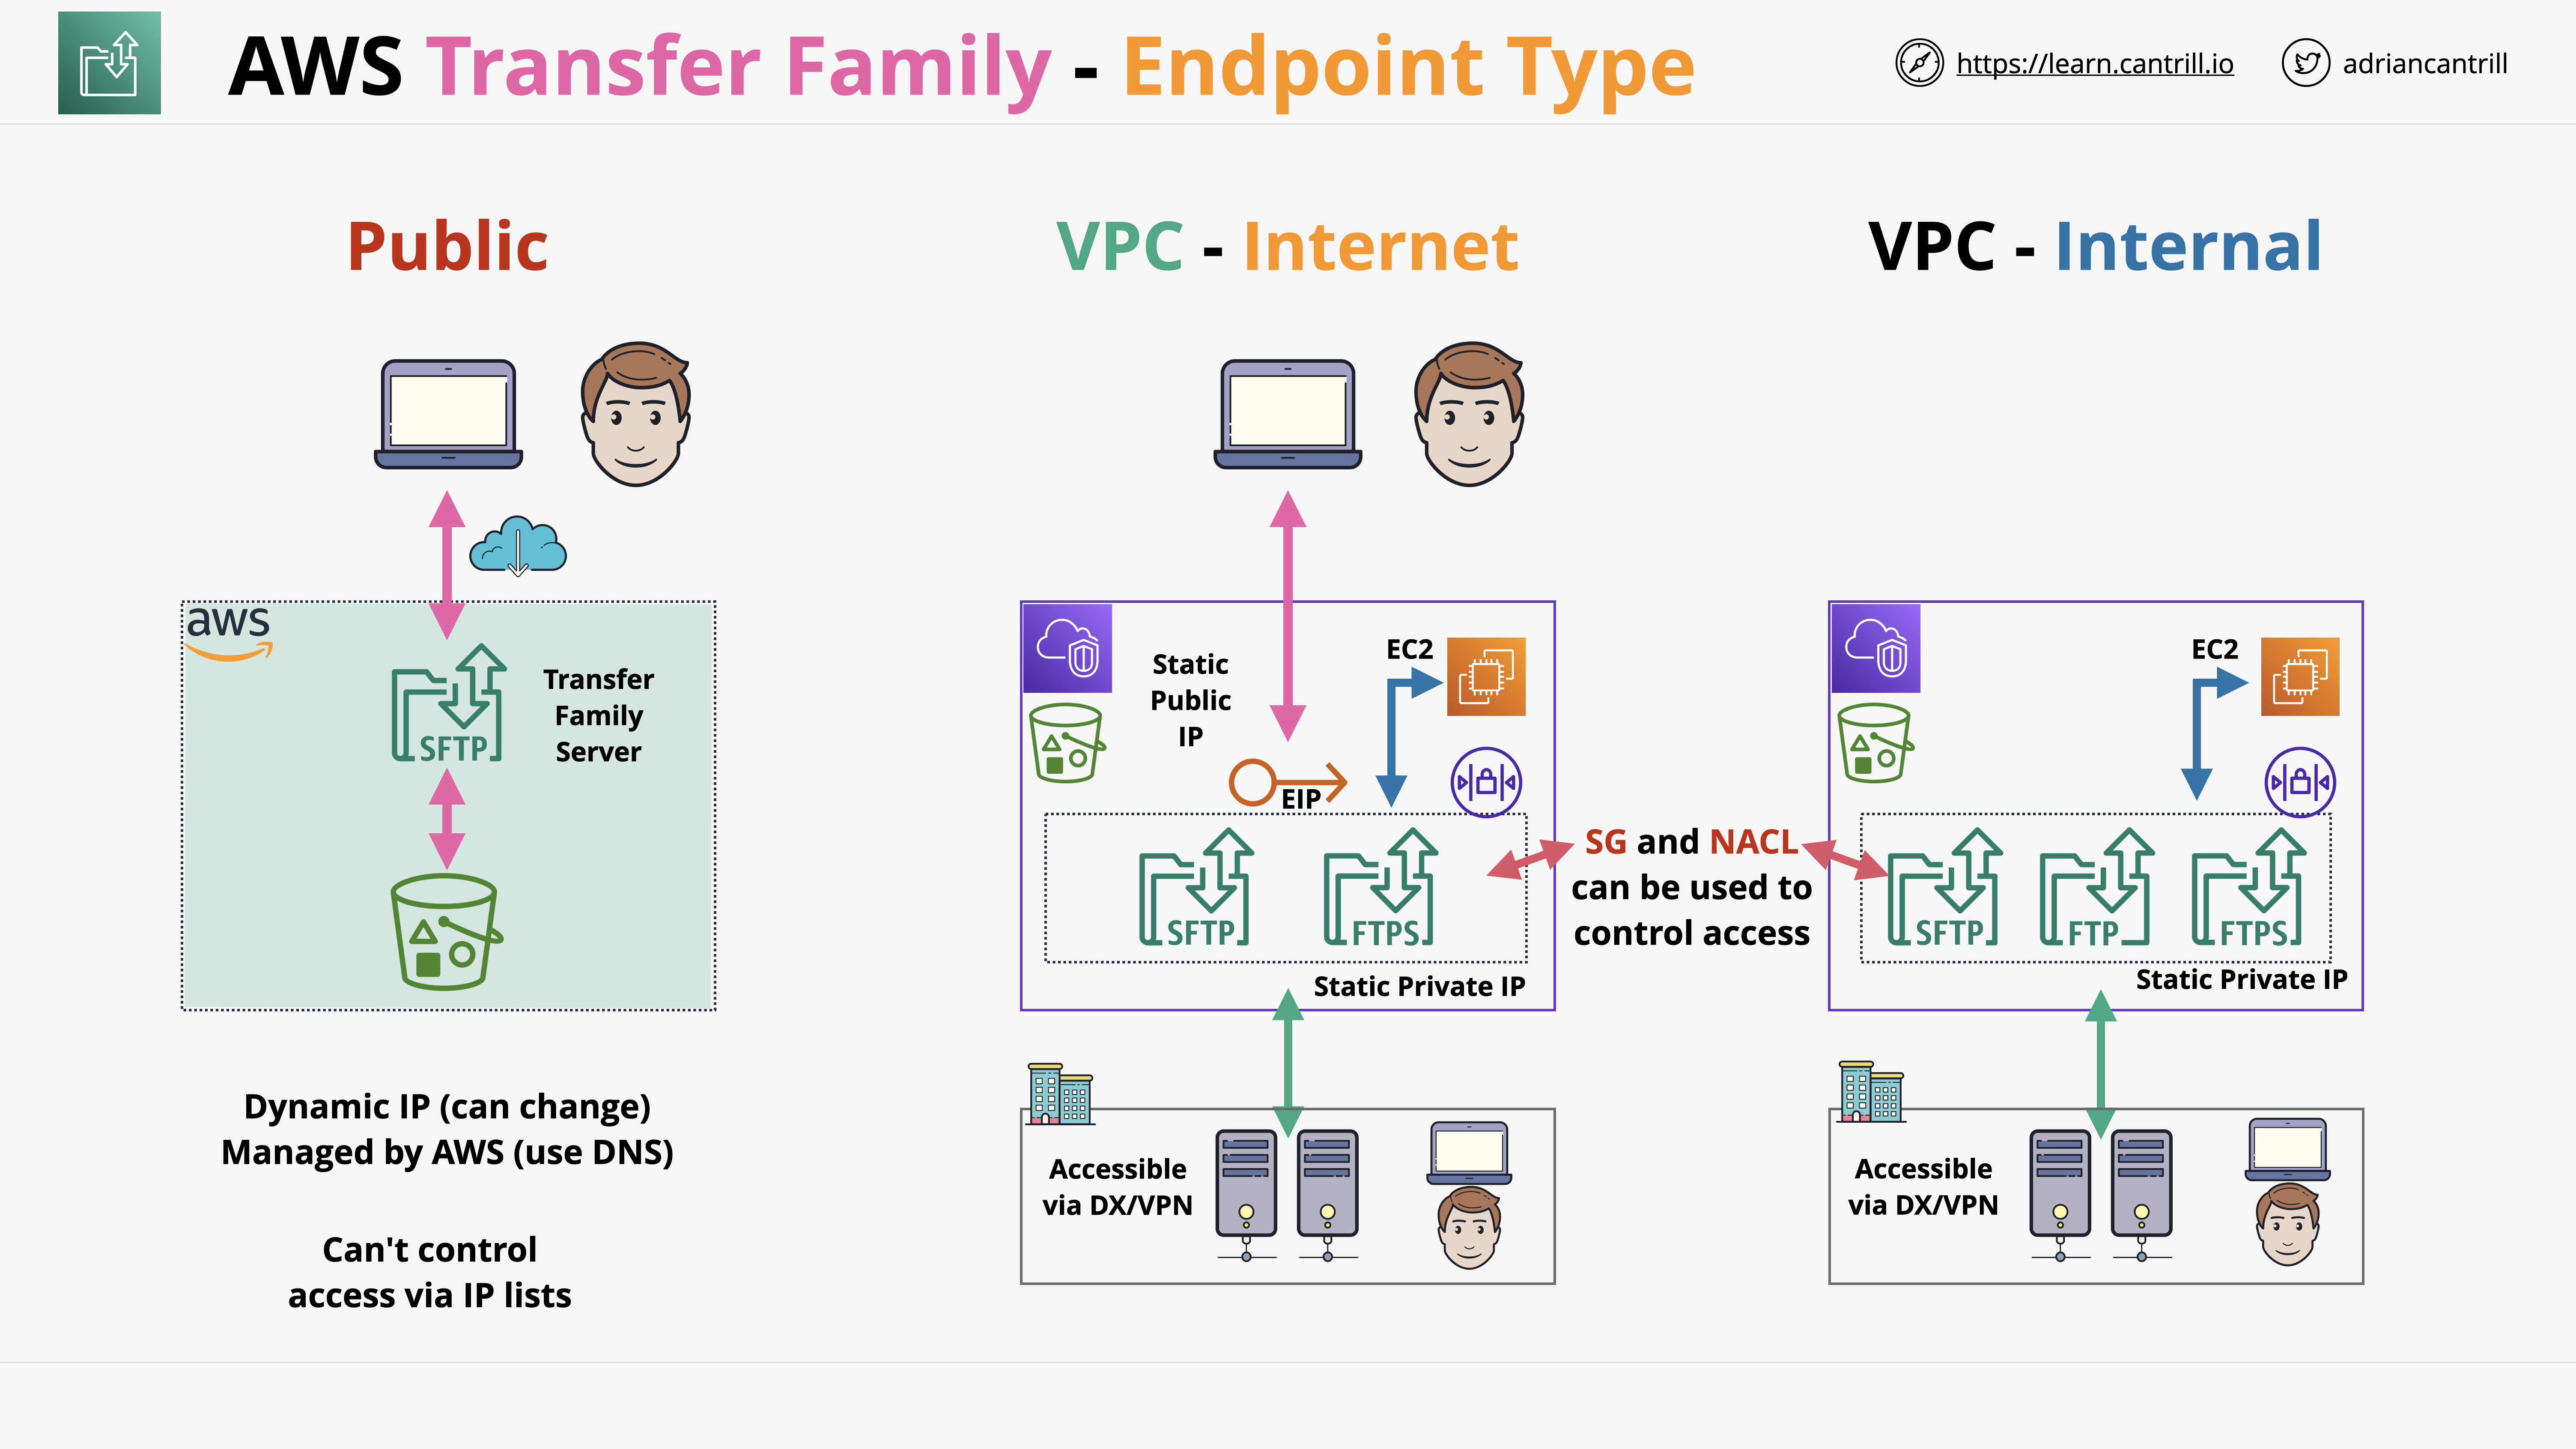 AWS Transfer Family - Endpoint Type
https://learn.cantrill.io
adriancantrill
Public
VPC - Internet
VPC - Internal
aws
Transfer
Family
Server
SFTP
Dynamic IP (can change)
Managed by AWS (use DNS)
Can't control
access via IP lists
Static
Public
IP
EC2
EIP
SFTP
FTPS
Static Private IP
Accessible
via DX/VPN
SG and NACL
can be used to
control access
EC2
SFTP
FTP
FTPS
Static Private IP
Accessible
via DX/VPN